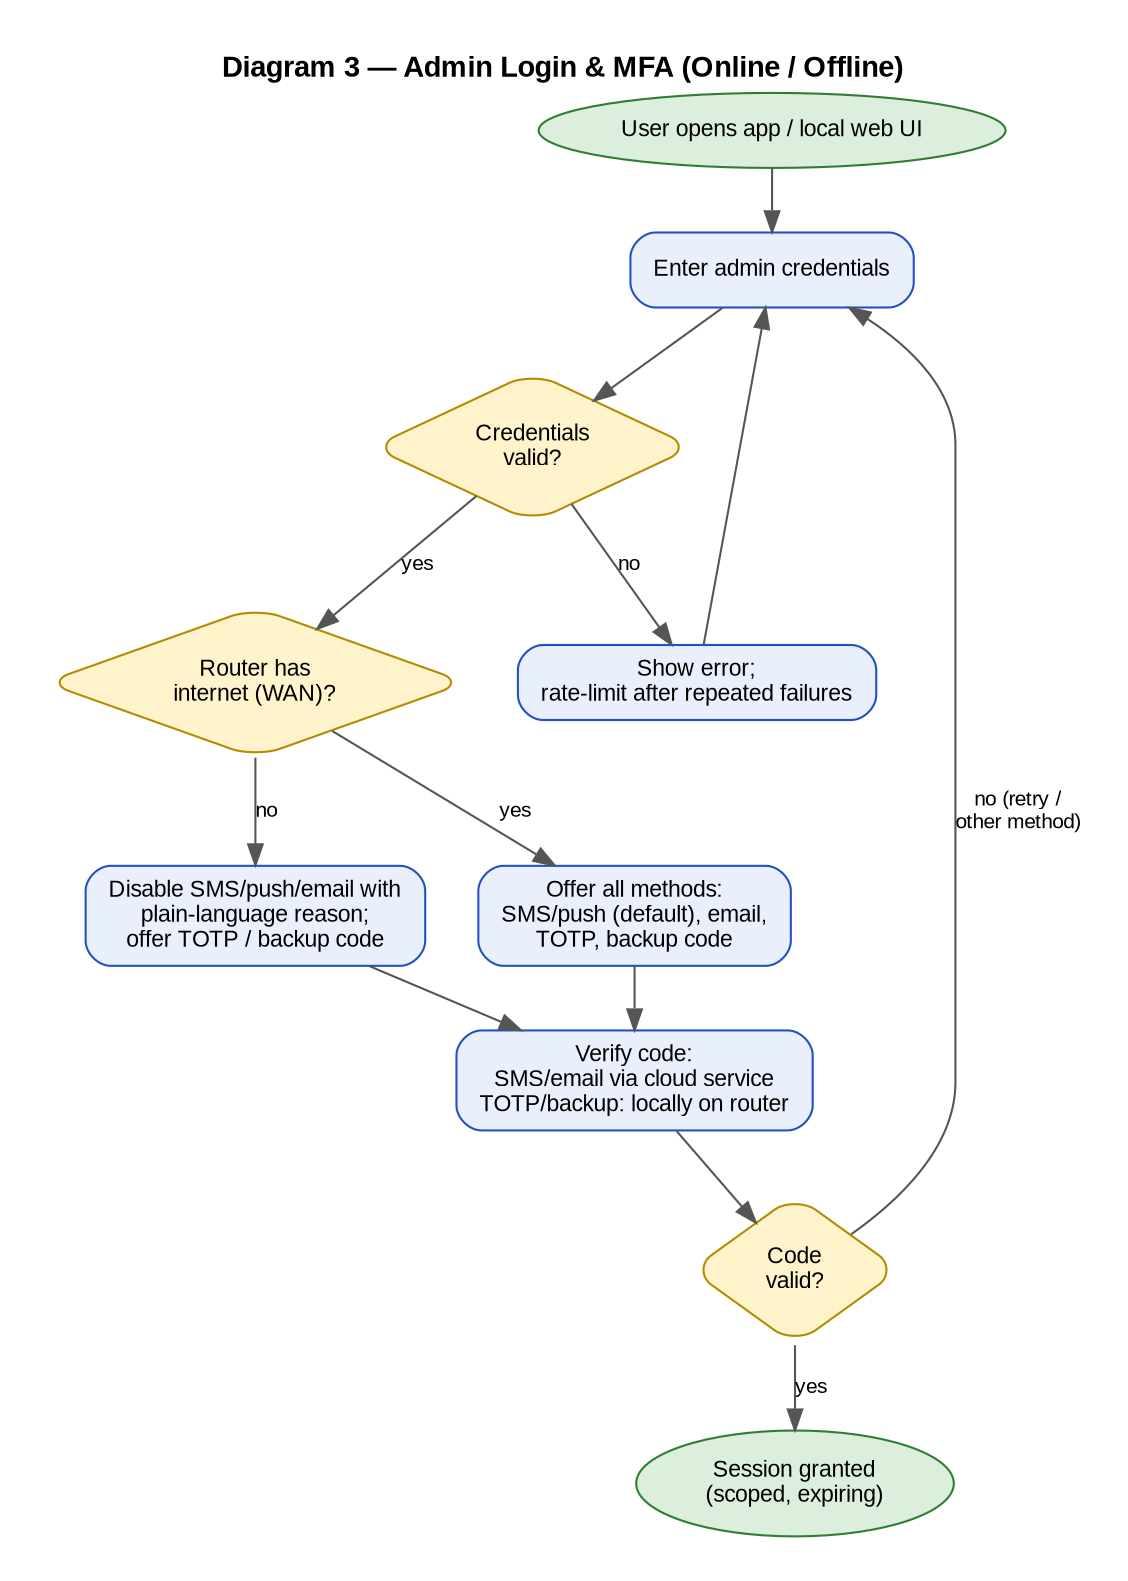 Diagram 3 — Admin Login & MFA (Online / Offline)
User opens app / local web UI
Enter admin credentials
Credentials
valid?
yes
no
Router has
internet (WAN)?
Show error;
rate-limit after repeated failures
no
yes
no (retry /
other method)
Disable SMS/push/email with
plain-language reason;
offer TOTP / backup code
Offer all methods:
SMS/push (default), email,
TOTP, backup code
Verify code:
SMS/email via cloud service
TOTP/backup: locally on router
Code
valid?
yes
Session granted
(scoped, expiring)